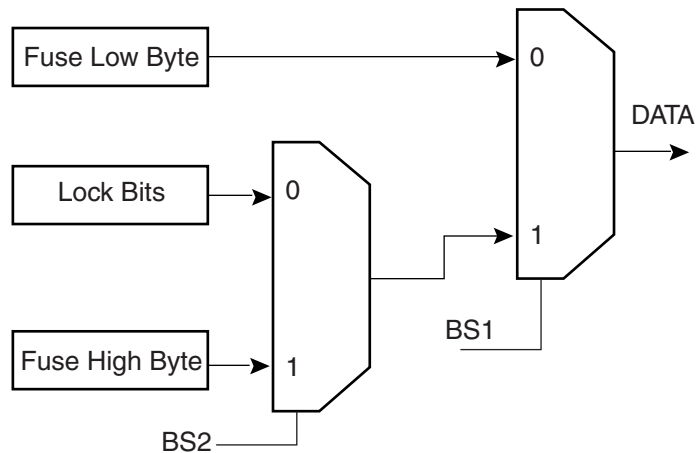 Fuse Low Byte
0
DATA
Lock Bits
0
1
BS1
Fuse High Byte
1
BS2